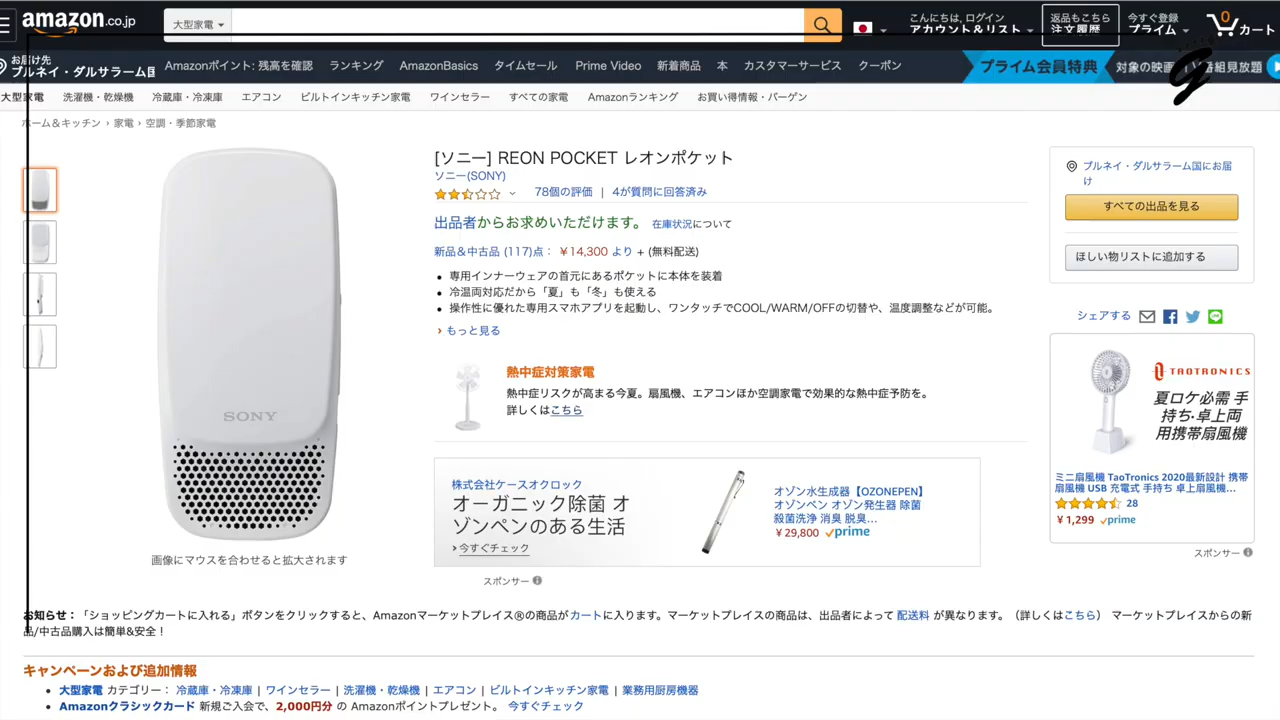 amazon.co.jp
大型家電
こんにちは, ログイン
アカウント&リスト
返品もこちら
注文履歴
今すぐ登録
プライム
0
カート
お届け先
ブルネイ・ダルサラーム国
Amazonポイント: 残高を確認 ランキング AmazonBasics タイムセール Prime Video 新着商品 本 カスタマーサービス クーポン
プライム会員特典
大型家電 洗濯機・乾燥機 冷蔵庫・冷凍庫 エアコン ビルトインキッチン家電 ワインセラー すべての家電 Amazonランキング お買い得情報・バーゲン
ホーム&キッチン › 家電 › 空調・季節家電
SONY
画像にマウスを合わせると拡大されます
[ソニー] REON POCKET レオンポケット
ソニー(SONY)
78個の評価 | 4が質問に回答済み
出品者からお求めいただけます。 在庫状況について
新品&中古品 (117)点： ￥14,300 より + (無料配送)
専用インナーウェアの首元にあるポケットに本体を装着
冷温両対応だから「夏」も「冬」も使える
操作性に優れた専用スマホアプリを起動し、ワンタッチでCOOL/WARM/OFFの切替や、温度調整などが可能。
› もっと見る
熱中症対策家電
熱中症リスクが高まる今夏。扇風機、エアコンほか空調家電で効果的な熱中症予防を。
詳しくはこちら
株式会社ケースオクロック
オーガニック除菌 オ
ゾンペンのある生活
›今すぐチェック
オゾン水生成器【OZONEPEN】
オゾンペン オゾン発生器 除菌
殺菌洗浄 消臭 脱臭...
￥29,800 prime
スポンサー
ブルネイ・ダルサラーム国にお届
け
すべての出品を見る
ほしい物リストに追加する
シェアする
TAOTRONICS
夏ロケ必需 手
持ち·卓上両
用携帯扇風機
ミニ扇風機 TaoTronics 2020最新設計 携帯
扇風機 USB 充電式 手持ち 卓上扇風機...
28
￥1,299 prime
スポンサー
お知らせ：「ショッピングカートに入れる」ボタンをクリックすると、Amazonマーケットプレイス®の商品がカートに入ります。マーケットプレイスの商品は、出品者によって 配送料 が異なります。（詳しくはこちら） マーケットプレイスからの新
品/中古品購入は簡単&安全！
キャンペーンおよび追加情報
大型家電 カテゴリー： 冷蔵庫・冷凍庫 | ワインセラー | 洗濯機・乾燥機 | エアコン | ビルトインキッチン家電 | 業務用厨房機器
Amazonクラシックカード 新規ご入会で、2,000円分 の Amazonポイントプレゼント。 今すぐチェック